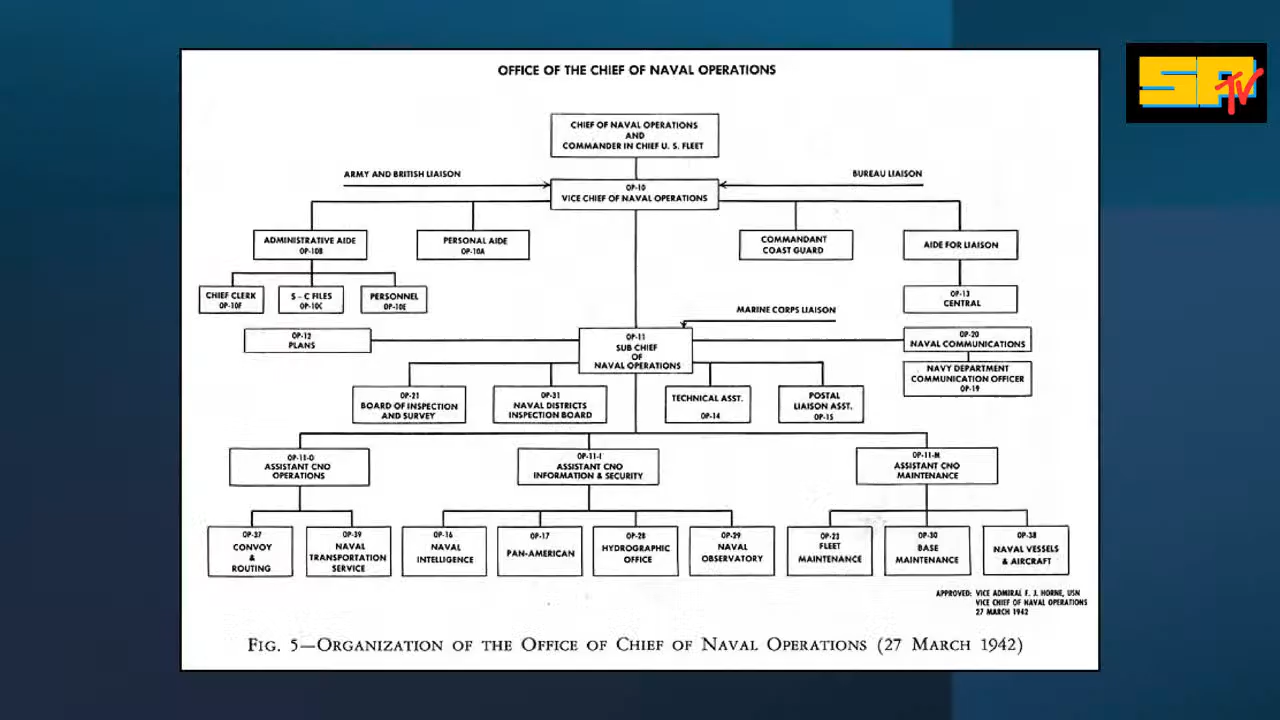 OFFICE OF THE CHIEF OF NAVAL OPERATIONS
SP
TV
CHIEF OF NAVAL OPERATIONS
AND
COMMANDER IN CHIEF U. S. FLEET
ARMY AND BRITISH LIAISON
BUREAU LIAISON
OP-10
VICE CHIEF OF NAVAL OPERATIONS
ADMINISTRATIVE AIDE
OP-10B
PERSONAL AIDE
OP-10A
COMMANDANT
COAST GUARD
AIDE FOR LIAISON
CHIEF CLERK
OP-10F
S - C FILES
OP-10C
PERSONNEL
OP-10E
OP-13
CENTRAL
MARINE CORPS LIAISON
OP-12
PLANS
OP-11
SUB CHIEF
OF
NAVAL OPERATIONS
OP-20
NAVAL COMMUNICATIONS
NAVY DEPARTMENT
COMMUNICATION OFFICER
OP-19
OP-21
BOARD OF INSPECTION
AND SURVEY
OP-31
NAVAL DISTRICTS
INSPECTION BOARD
TECHNICAL ASST.
OP-14
POSTAL
LIAISON ASST.
OP-15
OP-11-O
ASSISTANT CNO
OPERATIONS
OP-11-I
ASSISTANT CNO
INFORMATION & SECURITY
OP-11-M
ASSISTANT CNO
MAINTENANCE
OP-37
CONVOY
&
ROUTING
OP-39
NAVAL
TRANSPORTATION
SERVICE
OP-16
NAVAL
INTELLIGENCE
OP-17
PAN-AMERICAN
OP-28
HYDROGRAPHIC
OFFICE
OP-29
NAVAL
OBSERVATORY
OP-23
FLEET
MAINTENANCE
OP-30
BASE
MAINTENANCE
OP-38
NAVAL VESSELS
& AIRCRAFT
APPROVED: VICE ADMIRAL F. J. HORNE, USN
VICE CHIEF OF NAVAL OPERATIONS
27 MARCH 1942
FIG. 5—ORGANIZATION OF THE OFFICE OF CHIEF OF NAVAL OPERATIONS (27 MARCH 1942)